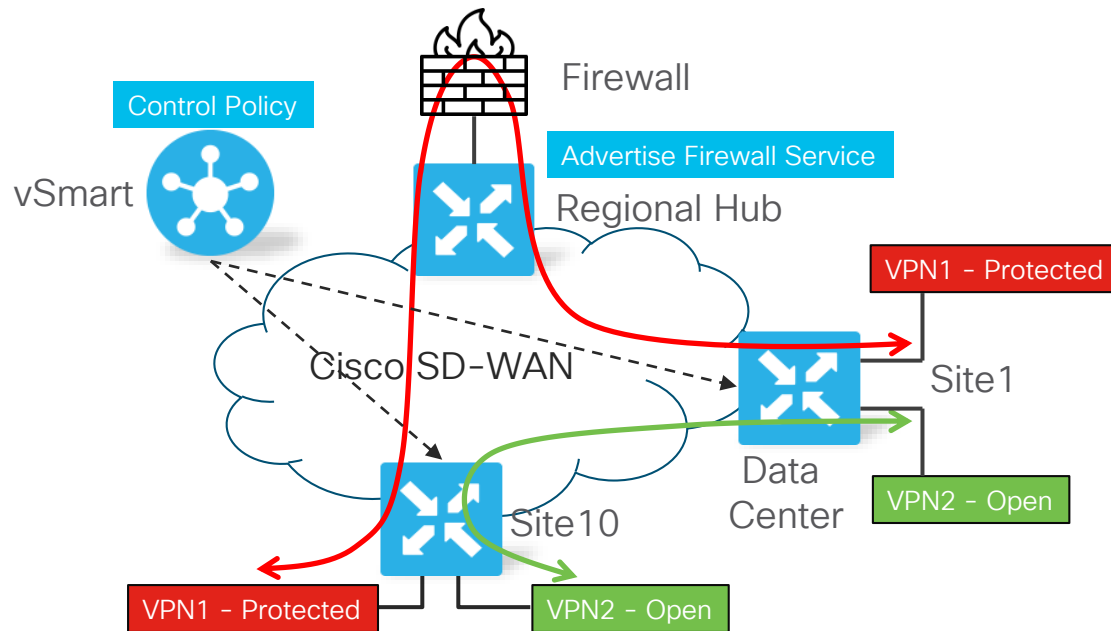 Firewall
Control Policy
Advertise Firewall Service
vSmart
Regional Hub
VPN1 - Protected
Cisco SD-WAN
Site1
Data
Center
VPN2 - Open
Site10
VPN1 - Protected
VPN2 - Open